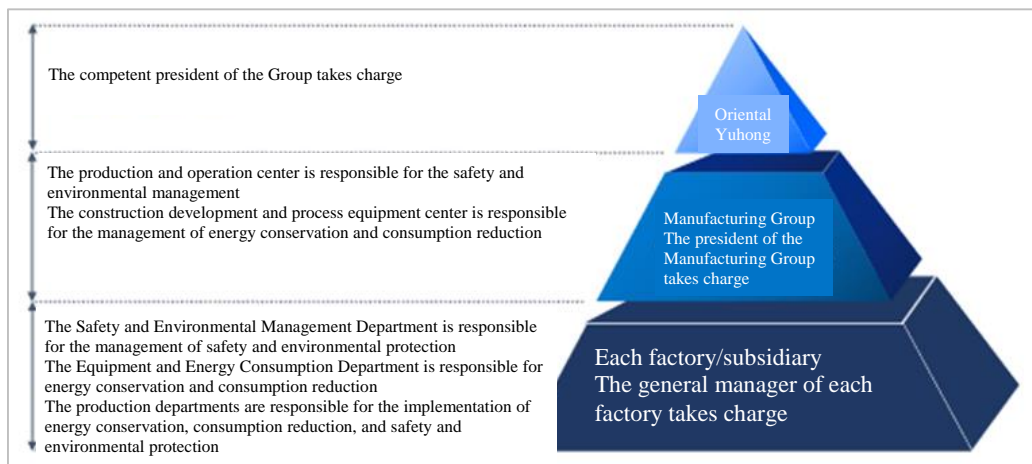 The competent president of the Group takes charge
Oriental
Yuhong
The production and operation center is responsible for the safety and
environmental management
The construction development and process equipment center is responsible
for the management of energy conservation and consumption reduction
Manufacturing Group
The president of the
Manufacturing Group
takes charge
The Safety and Environmental Management Department is responsible
for the management of safety and environmental protection
The Equipment and Energy Consumption Department is responsible for
energy conservation and consumption reduction
The production departments are responsible for the implementation of
energy conservation, consumption reduction, and safety and
environmental protection
Each factory/subsidiary
The general manager of each
factory takes charge